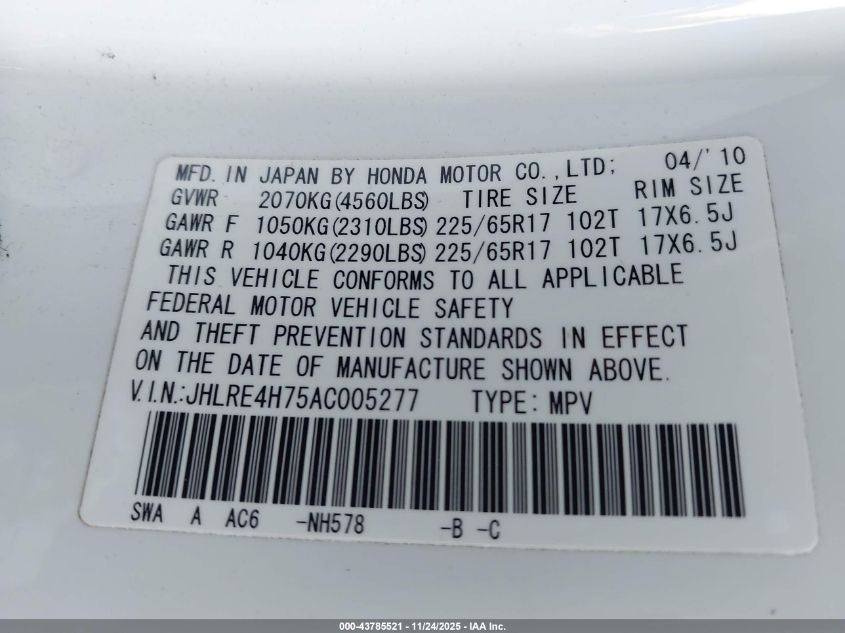 MFD. IN JAPAN BY HONDA MOTOR CO.,LTD; 04/'10
GVWR 2070KG(4560LBS) TIRE SIZE RIM SIZE
GAWR F 1050KG(2310LBS) 225/65R17 102T 17X6.5J
GAWR R 1040KG(2290LBS) 225/65R17 102T 17X6.5J
THIS VEHICLE CONFORMS TO ALL APPLICABLE
FEDERAL MOTOR VEHICLE SAFETY
AND THEFT PREVENTION STANDARDS IN EFFECT
ON THE DATE OF MANUFACTURE SHOWN ABOVE.
V.I.N.:JHLRE4H75AC005277 TYPE: MPV
SWA A AC6 -NH578 -B -C
000-43785521 - 11/24/2025 - IAA Inc.